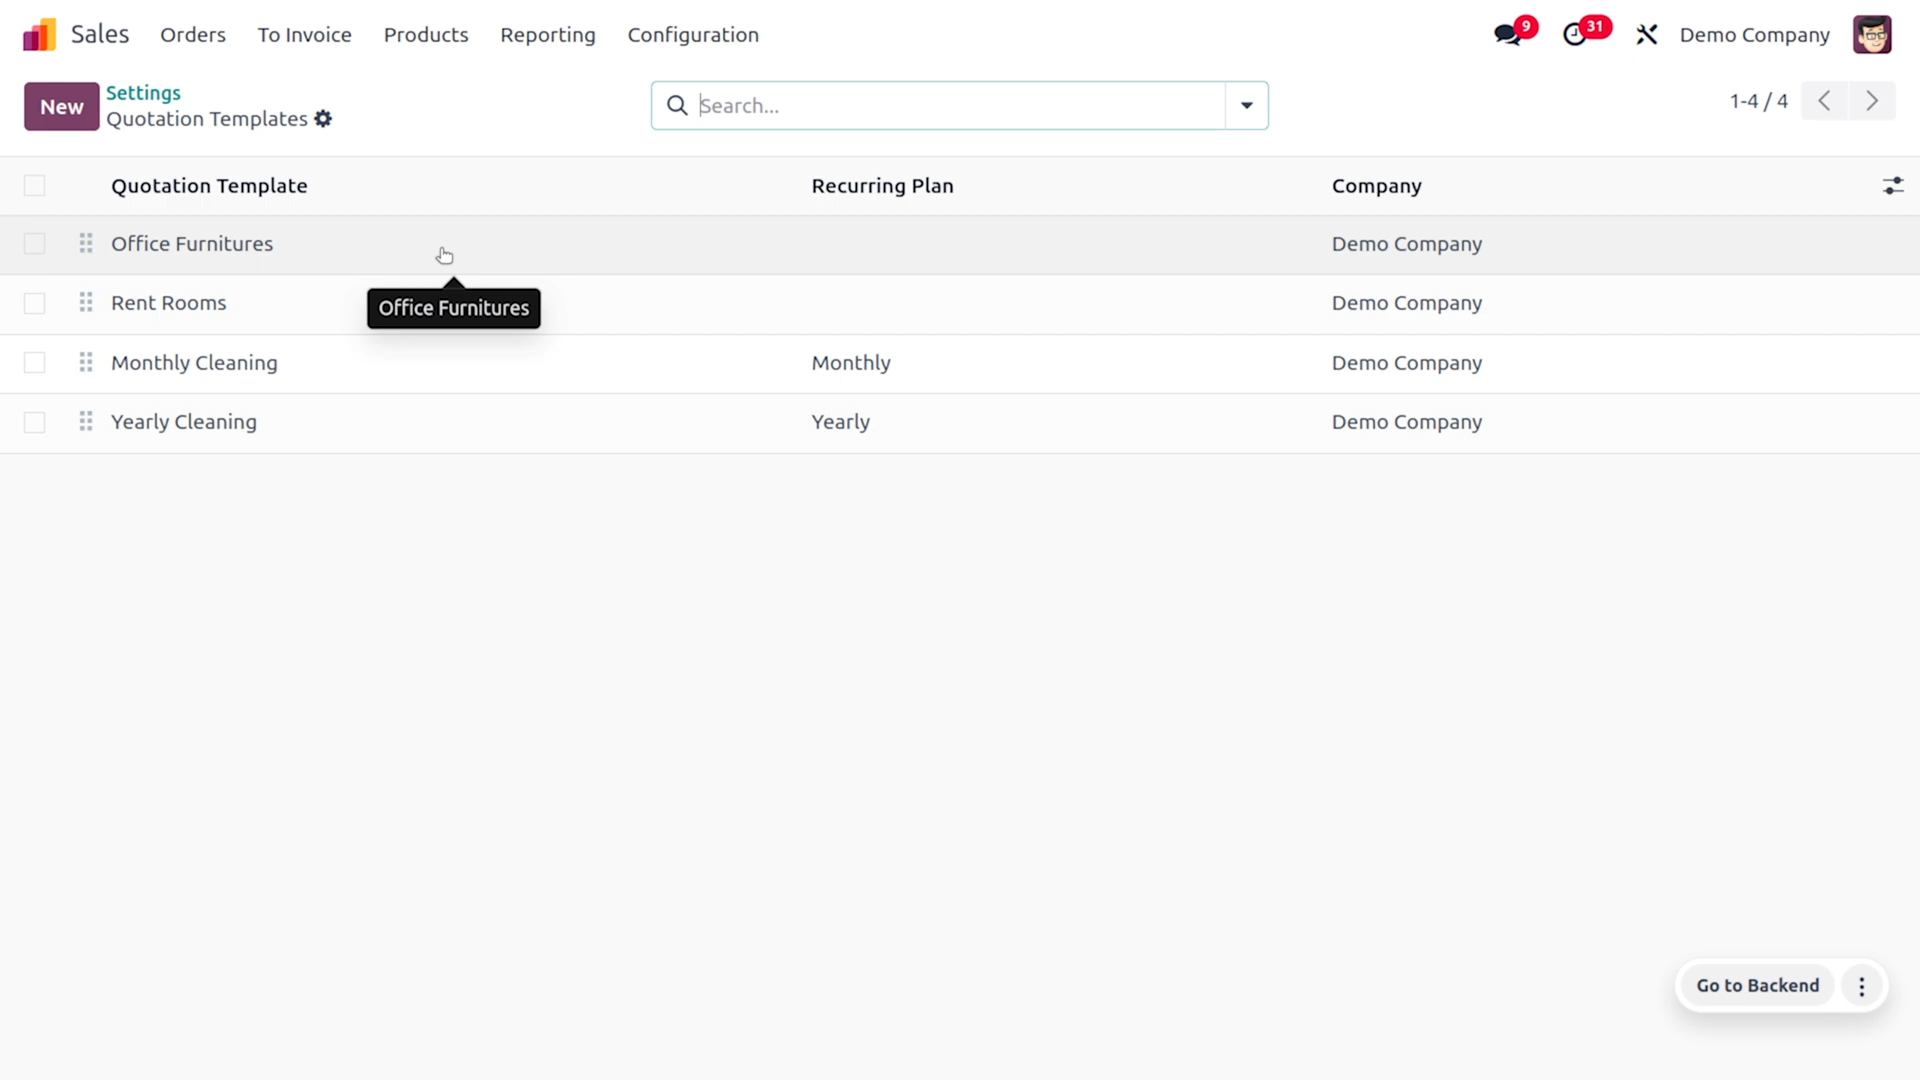 Sales Orders To Invoice Products Reporting Configuration 9 31 Demo Company
New Settings
Quotation Templates
Search...
1-4 / 4
Quotation Template Recurring Plan Company
Office Furnitures Demo Company
Rent Rooms Demo Company
Office Furnitures
Monthly Cleaning Monthly Demo Company
Yearly Cleaning Yearly Demo Company
Go to Backend